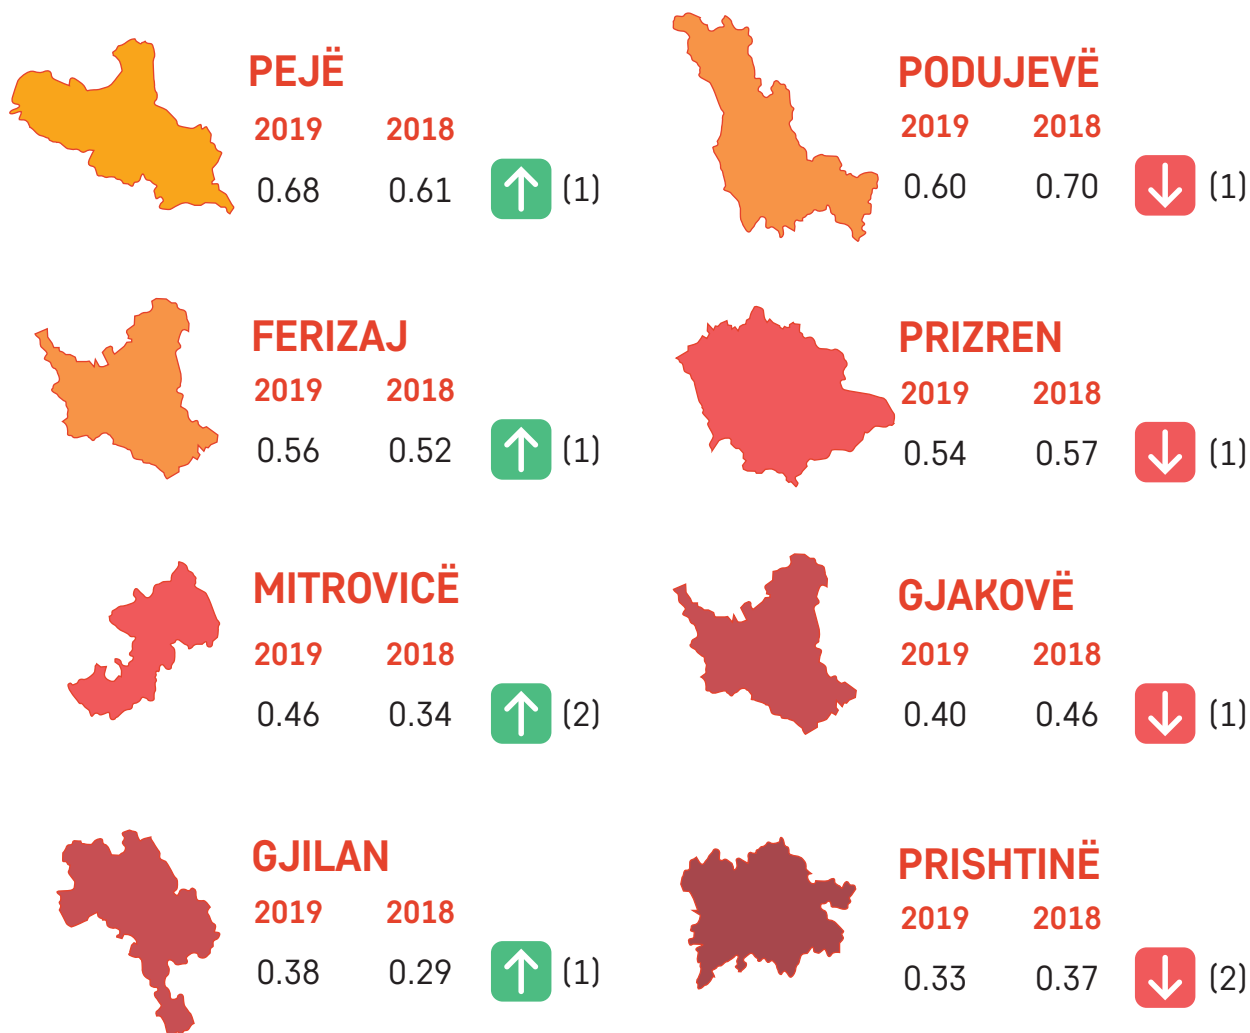 PEJË
2019 2018
0.68 0.61 (1)
PODUJEVË
2019 2018
0.60 0.70 (1)
FERIZAJ
2019 2018
0.56 0.52 (1)
PRIZREN
2019 2018
0.54 0.57 (1)
MITROVICË
2019 2018
0.46 0.34 (2)
GJAKOVË
2019 2018
0.40 0.46 (1)
GJILAN
2019 2018
0.38 0.29 (1)
PRISHTINË
2019 2018
0.33 0.37 (2)